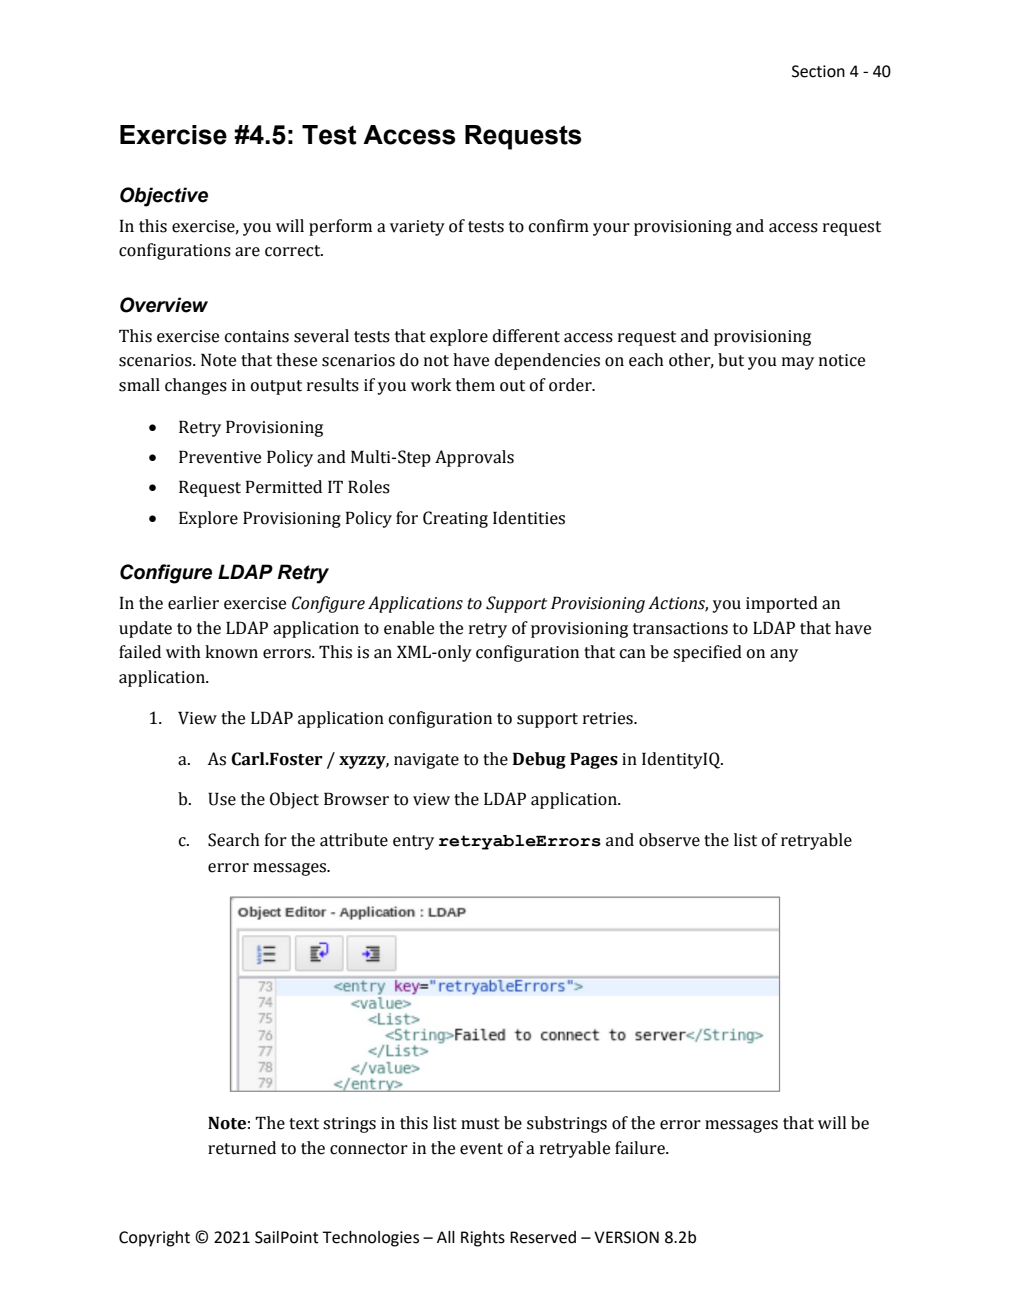 Section 4 - 40
Exercise #4.5: Test Access Requests
Objective
In this exercise, you will perform a variety of tests to confirm your provisioning and access request
configurations are correct.
Overview
This exercise contains several tests that explore different access request and provisioning
scenarios. Note that these scenarios do not have dependencies on each other, but you may notice
small changes in output results if you work them out of order.
• Retry Provisioning
• Preventive Policy and Multi-Step Approvals
• Request Permitted IT Roles
• Explore Provisioning Policy for Creating Identities
Configure LDAP Retry
In the earlier exercise Configure Applications to Support Provisioning Actions, you imported an
update to the LDAP application to enable the retry of provisioning transactions to LDAP that have
failed with known errors. This is an XML-only configuration that can be specified on any
application.
1. View the LDAP application configuration to support retries.
a. As Carl.Foster / xyzzy, navigate to the Debug Pages in IdentityIQ.
b. Use the Object Browser to view the LDAP application.
c. Search for the attribute entry retryableErrors and observe the list of retryable
error messages.
Object Editor - Application : LDAP
73 <entry key="retryableErrors">
74 <value>
75 <List>
76 <String>Failed to connect to server</String>
77 </List>
78 </value>
79 </entry>
Note: The text strings in this list must be substrings of the error messages that will be
returned to the connector in the event of a retryable failure.
Copyright © 2021 SailPoint Technologies – All Rights Reserved – VERSION 8.2b